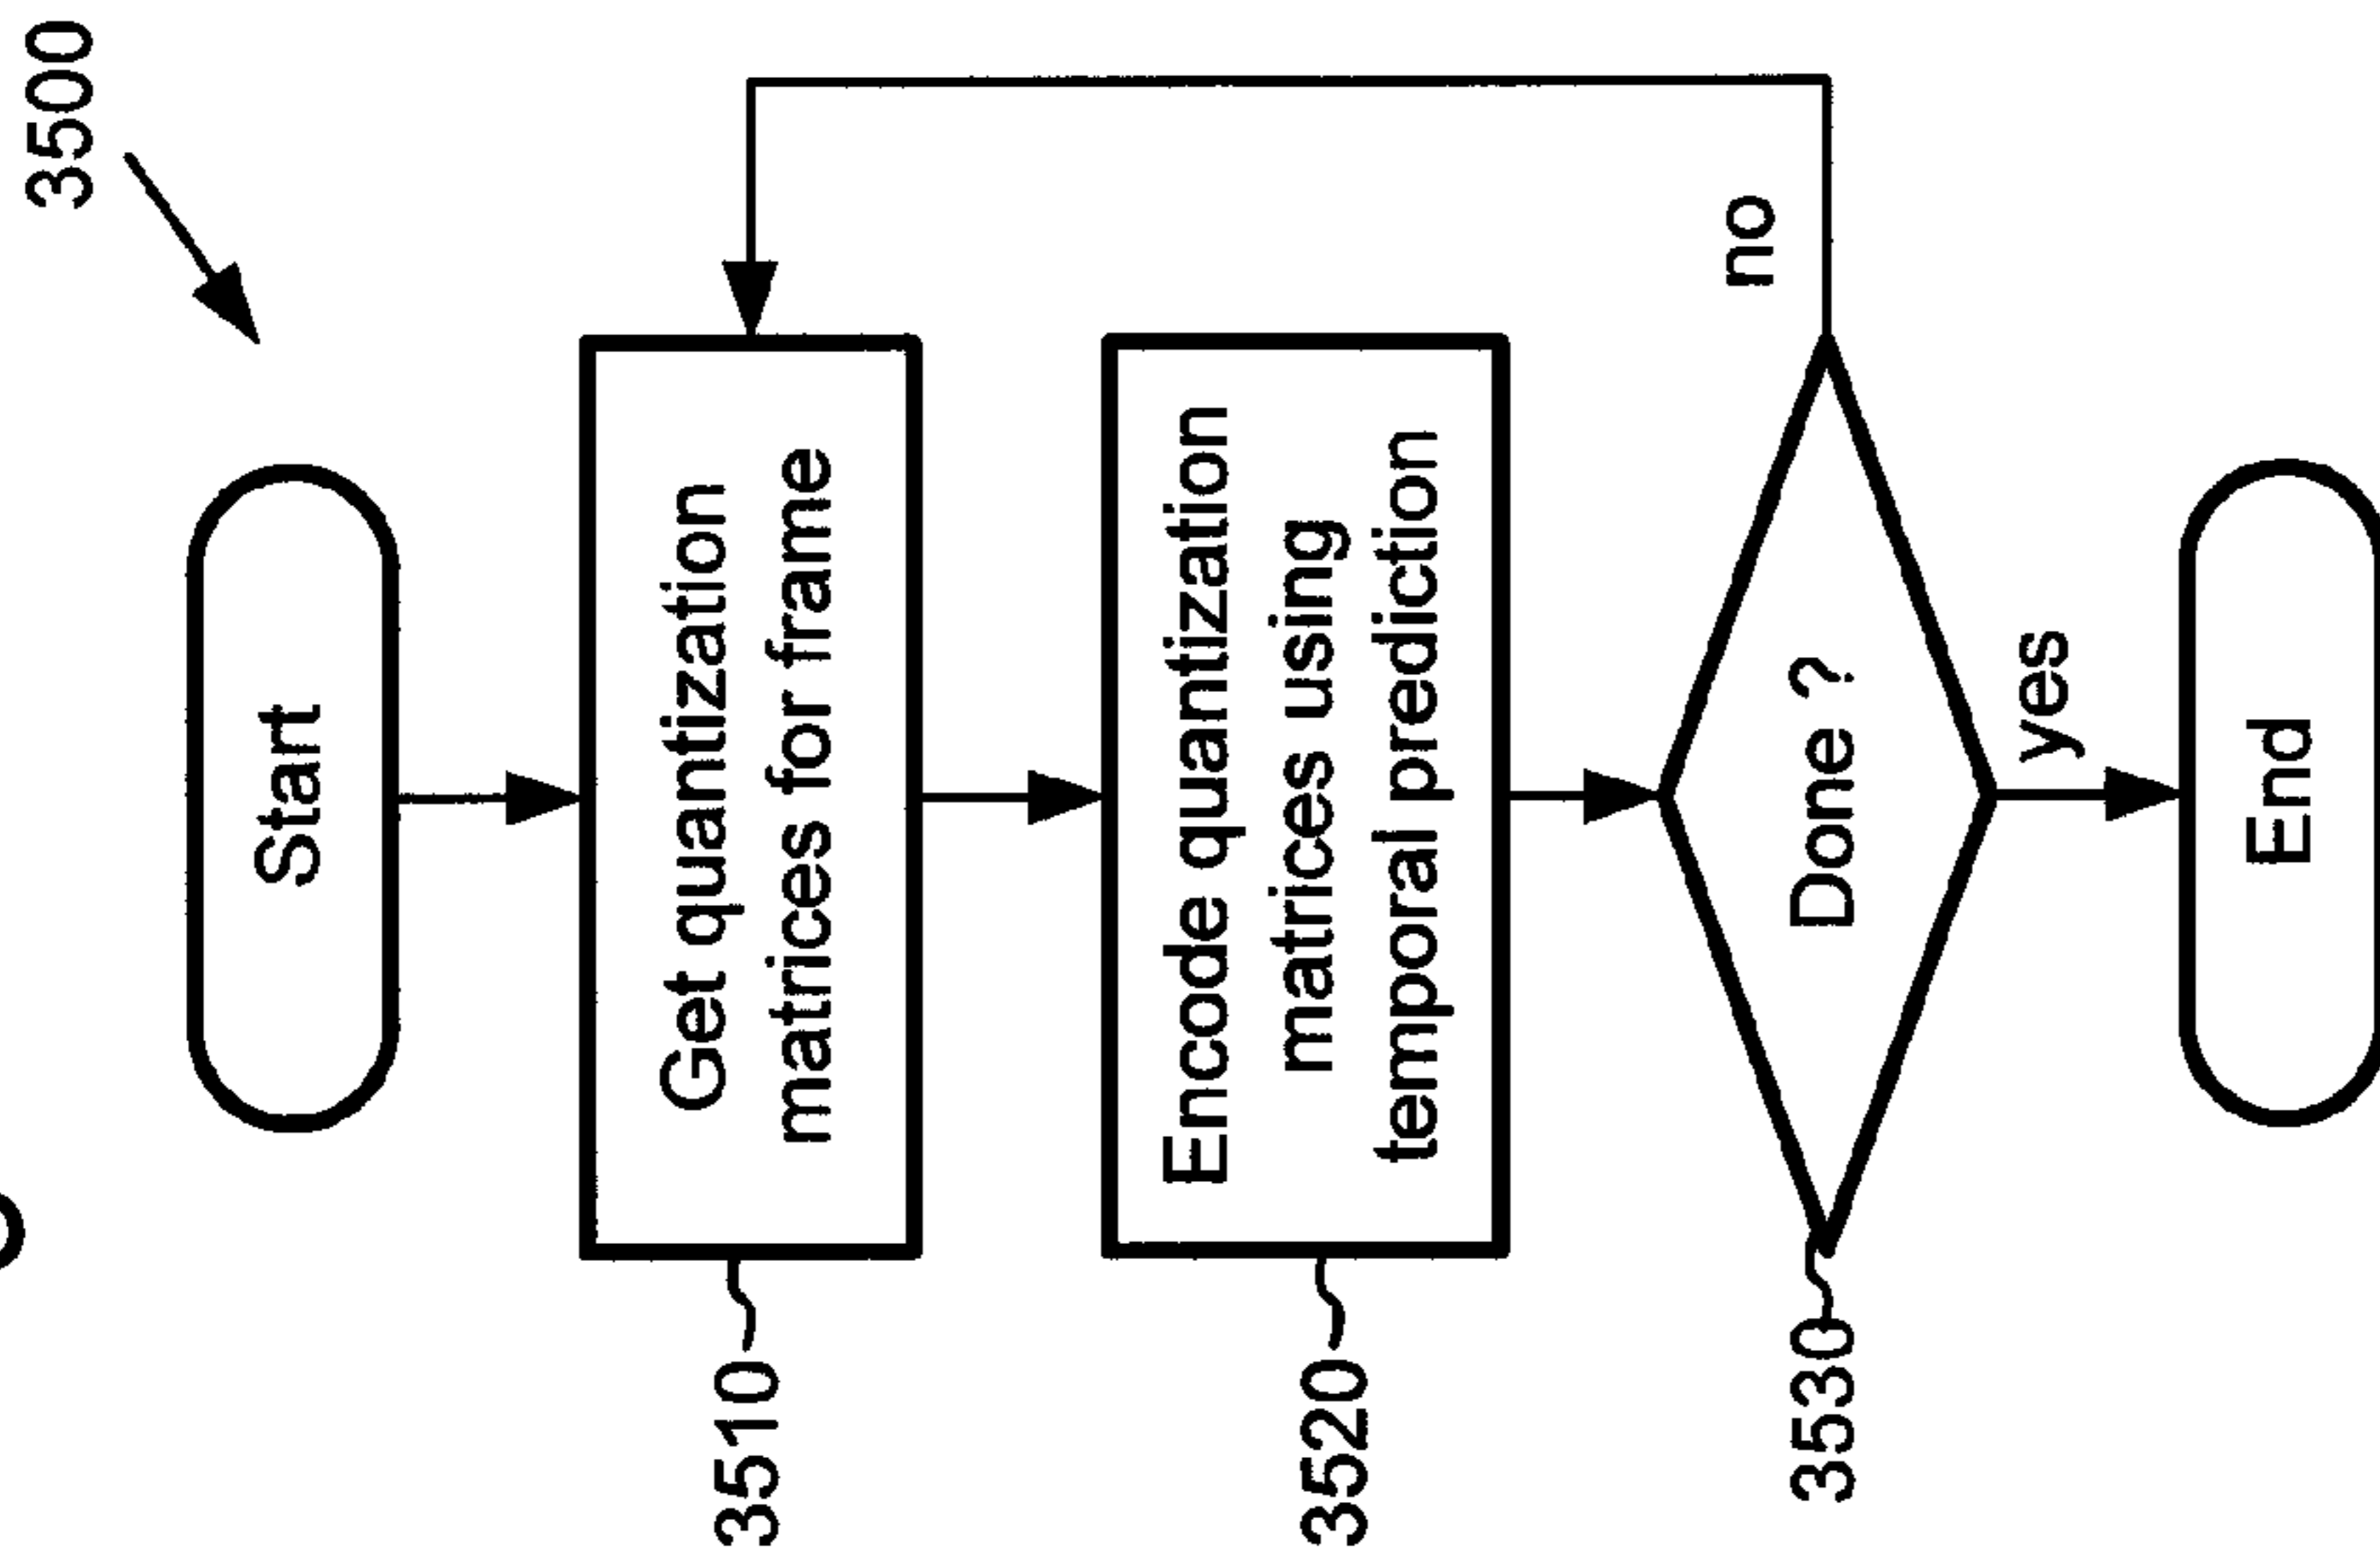 3500
Start
3510
Get quantization
matrices for frame
3520
Encode quantization
matrices using
temporal prediction
3530
Done ?
no
yes
End